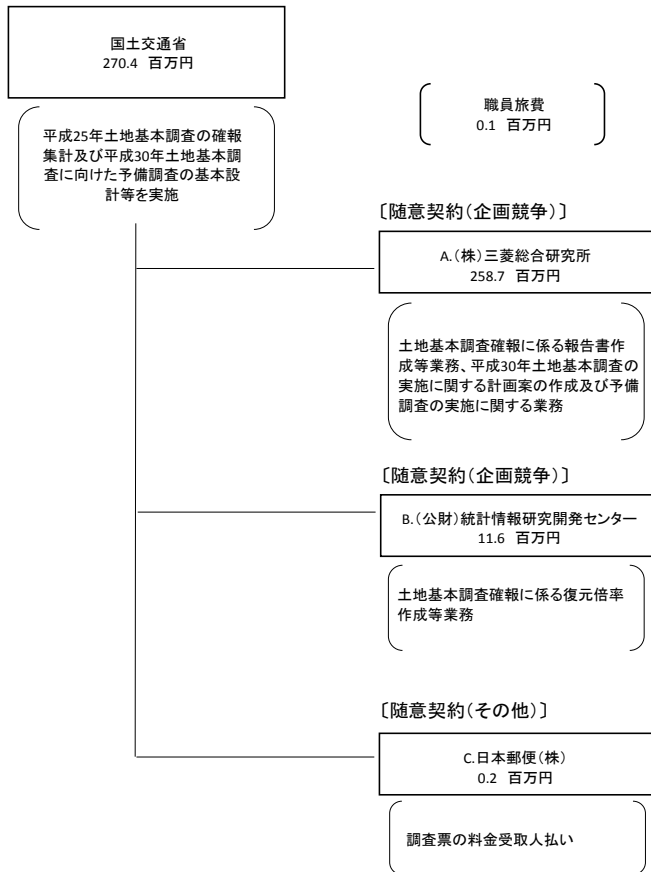 国土交通省
270.4 百万円
職員旅費
0.1 百万円
平成25年土地基本調査の確報
集計及び平成30年土地基本調
査に向けた予備調査の基本設
計等を実施
〔随意契約(企画競争)〕
A.(株)三菱総合研究所
258.7 百万円
土地基本調査確報に係る報告書作
成等業務、平成30年土地基本調査の
実施に関する計画案の作成及び予備
調査の実施に関する業務
〔随意契約(企画競争)〕
B.(公財)統計情報研究開発センター
11.6 百万円
土地基本調査確報に係る復元倍率
作成等業務
〔随意契約(その他)〕
C.日本郵便(株)
0.2 百万円
調査票の料金受取人払い